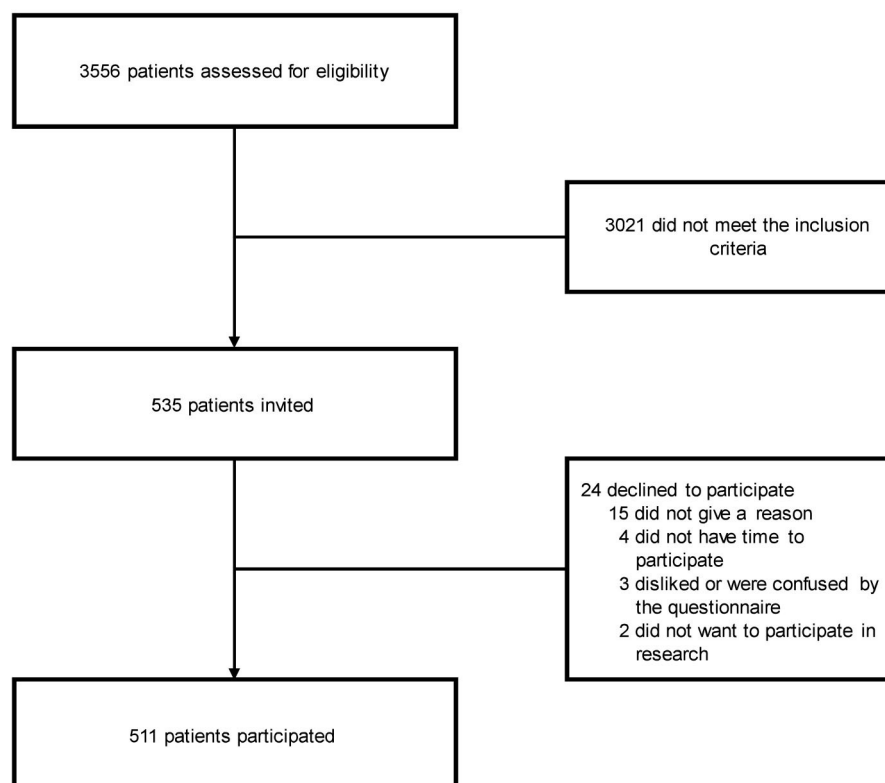 3556 patients assessed for eligibility
3021 did not meet the inclusion
criteria
535 patients invited
24 declined to participate
15 did not give a reason
4 did not have time to
participate
3 disliked or were confused by
the questionnaire
2 did not want to participate in
research
511 patients participated